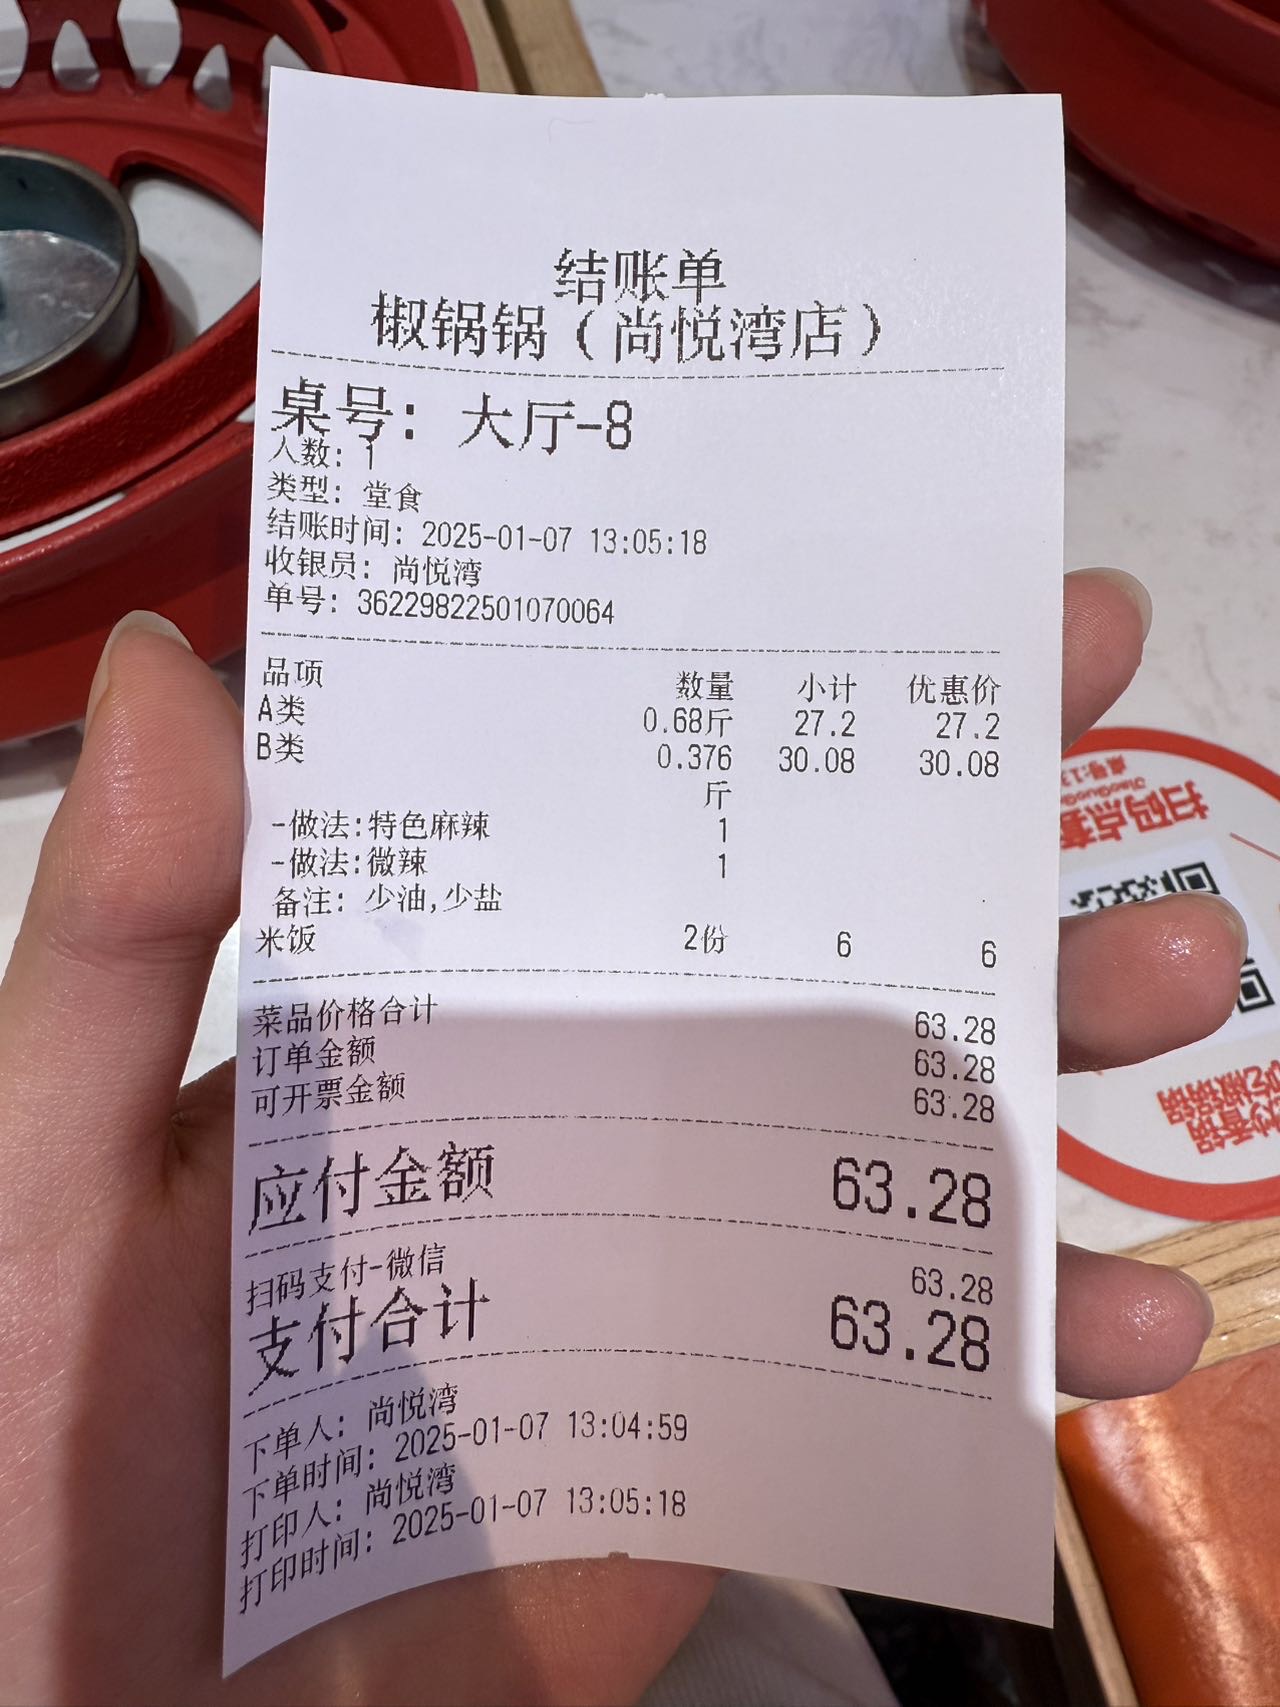 结账单
椒锅锅（尚悦湾店）
桌号：大厅-8
人数：1
类型：堂食
结账时间：2025-01-07 13:05:18
收银员：尚悦湾
单号：36229822501070064
品项 数量 小计 优惠价
A类 0.68斤 27.2 27.2
B类 0.376 30.08 30.08
斤
-做法:特色麻辣 1
-做法:微辣 1
备注：少油,少盐
米饭 2份 6 6
菜品价格合计 63.28
订单金额 63.28
可开票金额 63.28
应付金额 63.28
扫码支付-微信 63.28
支付合计 63.28
下单人：尚悦湾
下单时间：2025-01-07 13:04:59
打印人：尚悦湾
打印时间：2025-01-07 13:05:18
扫码点
椒锅锅